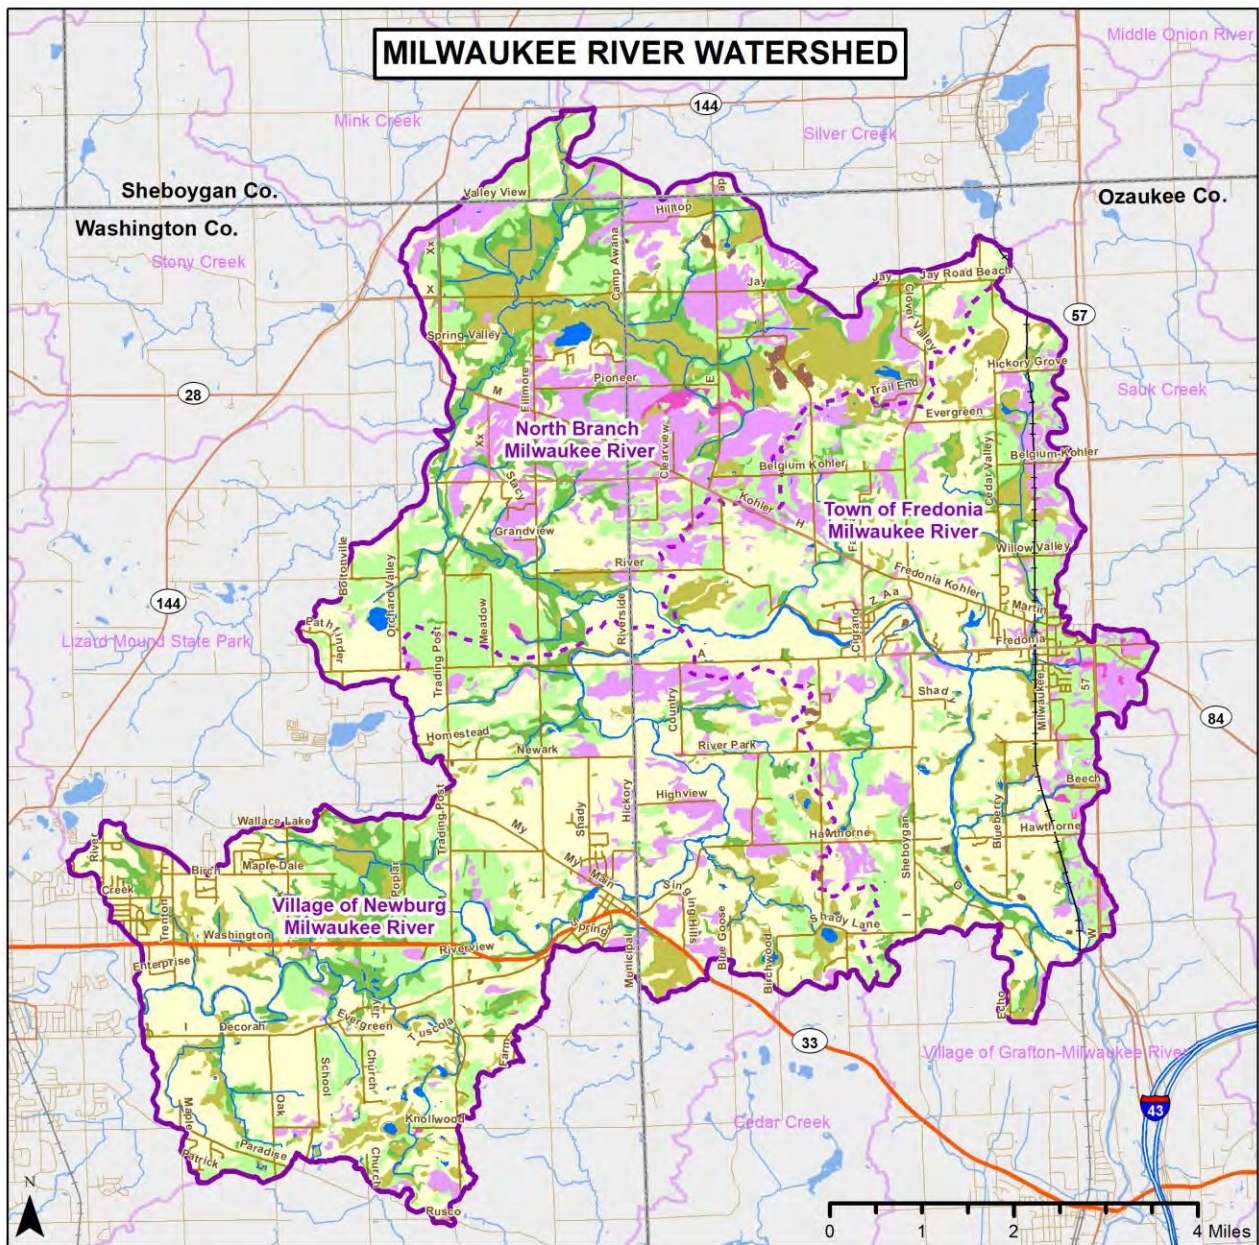 MILWAUKEE RIVER WATERSHED
Middle Onion River
144
Mink Creek
Silver Creek
Sheboygan Co.
Valley View
Ozaukee Co.
Washington Co.
Hilltop
Stony Creek
Xx
Camp Awana
X
Jay
Jay
Jay Road Beach
Clover Valley
57
Spring Valley
Hickory Grove
Pioneer
E
Trail End
Sauk Creek
28
M
Fillmore
Evergreen
North Branch
Milwaukee River
Xx
Clearview
Cedar Valley
Belgium-Kohler
Belgium Kohler
Stacy
Kohler
H
Town of Fredonia
Milwaukee River
Grandview
Willow Valley
River
Boltonville
Orchard Valley
Fredonia Kohler
144
Meadow
Riverside
Z Aa
Martin
Pathfinder
Lizard Mound State Park
Cigrand
Fredonia
Trading Post
A
Shady
57
Milwaukee
84
Country
Homestead
Newark
River Park
Beech
Highview
Hickory
Shady
Trading Post
Blueberry
Wallace Lake
My
Hawthorne
Hawthorne
River
Birch
Maple Dale
Sheboygan
My
Main
Creek
Poplar
Singing Hills
O
Village of Newburg
Milwaukee River
Trenton
Spring
Blue Goose
Shady Lane
I
Washington
Riverview
W
Enterprise
Municipal
Birchwood
Echo
Jay
I
Decorah
Evergreen
Tuscola
Farm
33
Village of Grafton-Milwaukee River
School
Church
43
Maple
Oak
Knollwood
Cedar Creek
Paradise
Patrick
Church
N
Rusco
0 2 4 Miles